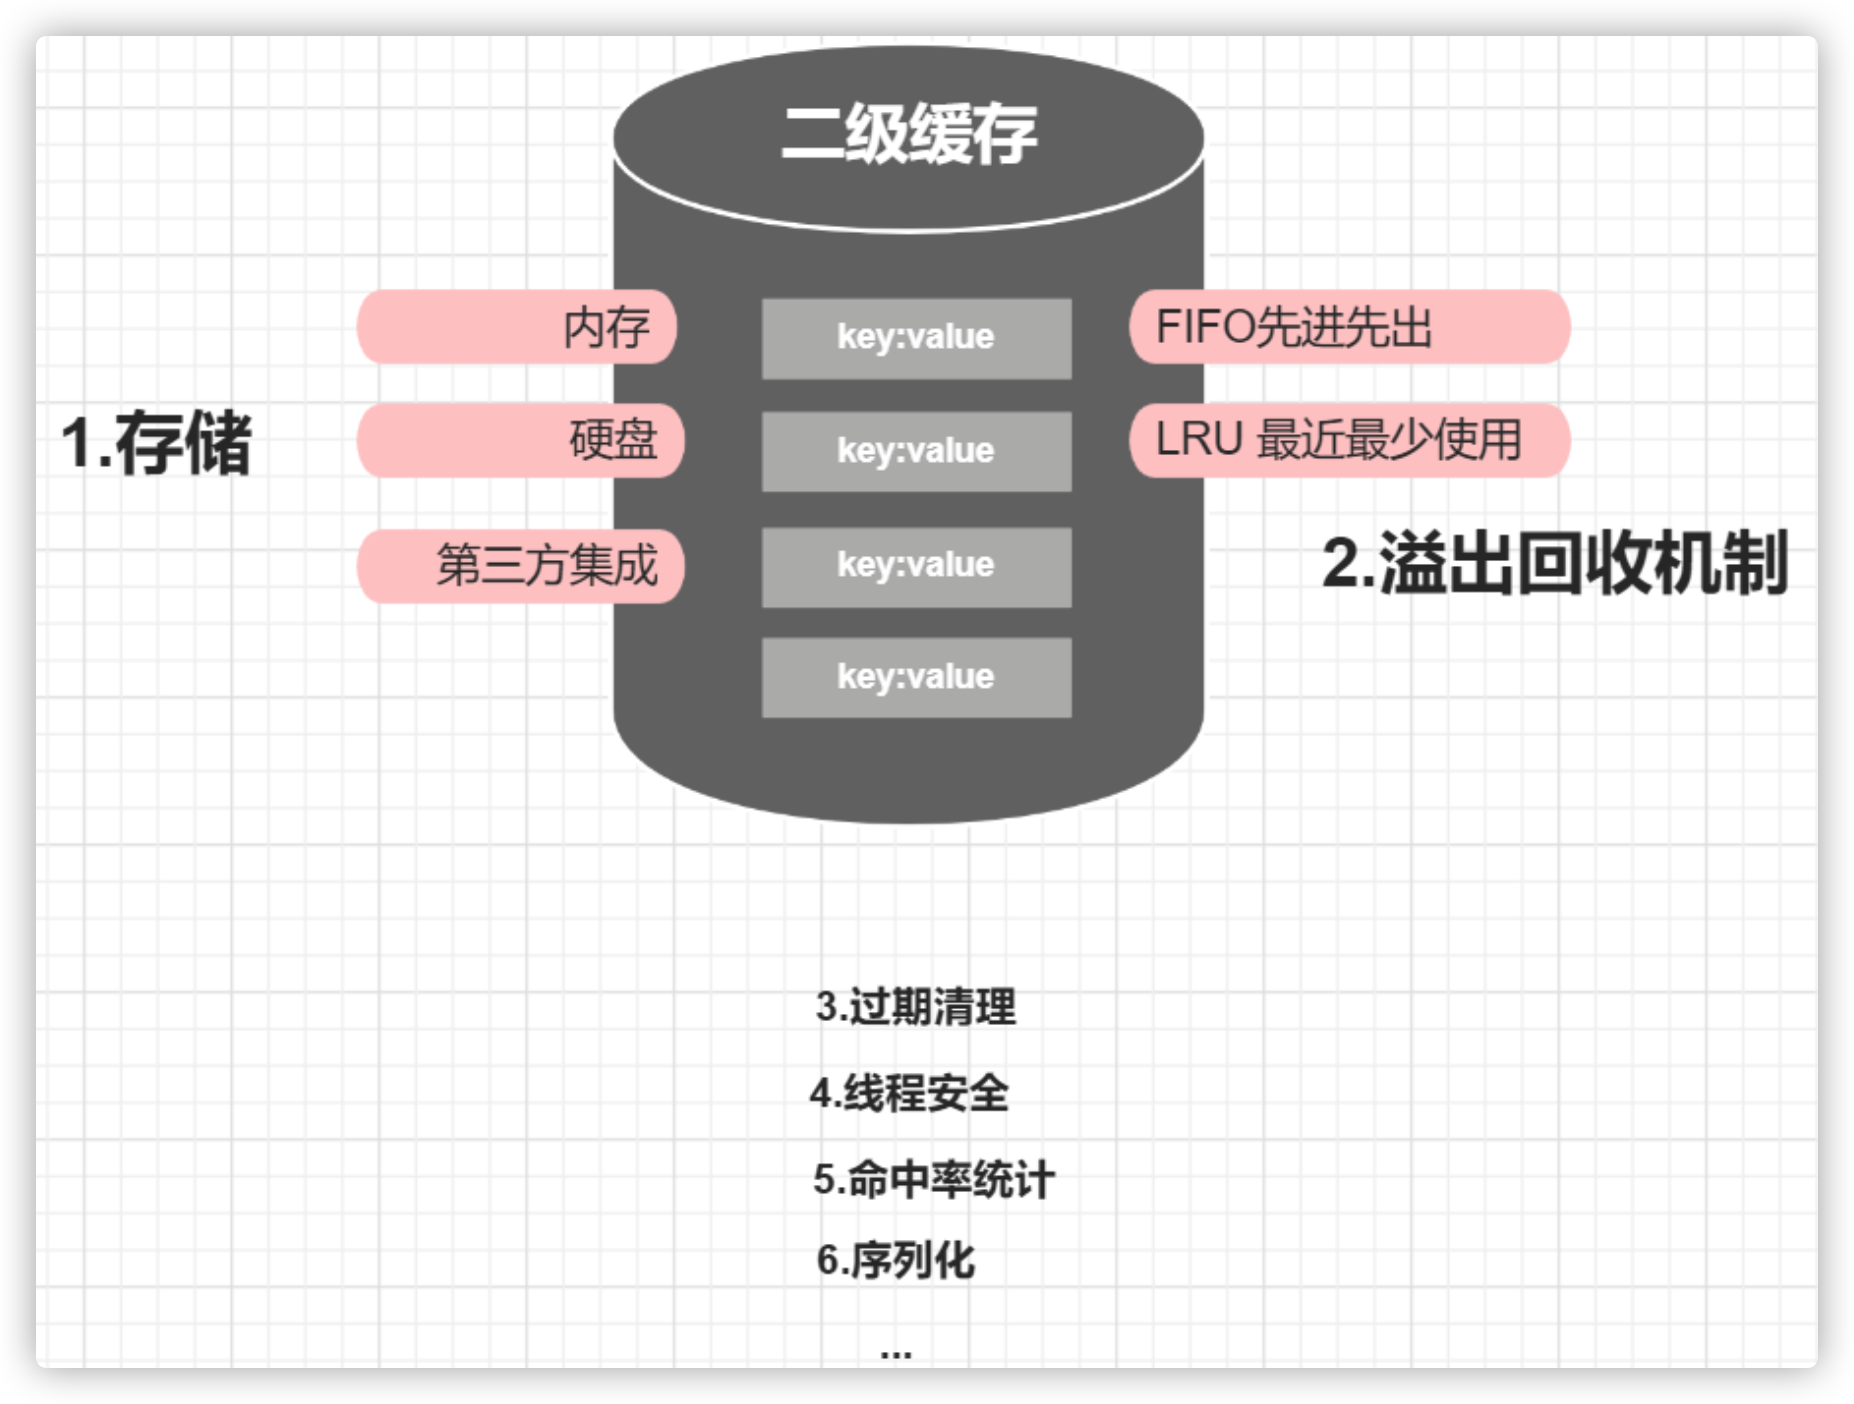 二级缓存
内存
硬盘
第三方集成
1.存储
key:value
key:value
key:value
key:value
FIFO先进先出
LRU 最近最少使用
2.溢出回收机制
3.过期清理
4.线程安全
5.命中率统计
6.序列化
...